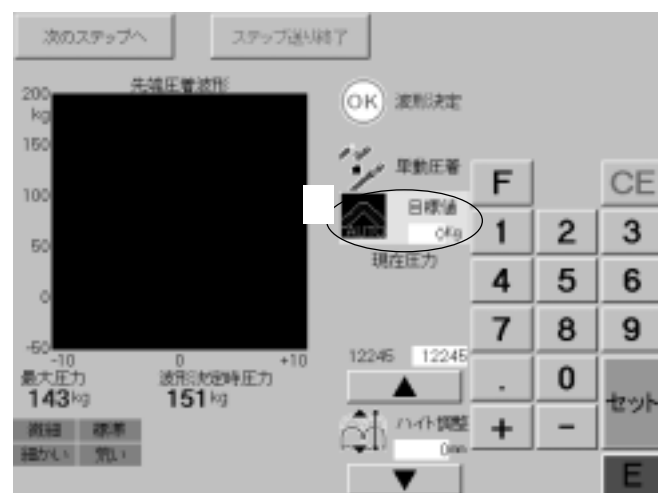 次のステップへ
ステップ送り終了
先端圧着波形
200
kg
150
100
50
0
-50
-10
0
+10
最大圧力
143kg
波形決定時圧力
151kg
微細
標準
細かい
荒い
OK
波形決定
単動圧着
AUTO
目標値
0Kg
現在圧力
12245
12245
ハイト調整
0mm
F
CE
1
2
3
4
5
6
7
8
9
.
0
セット
+
-
E